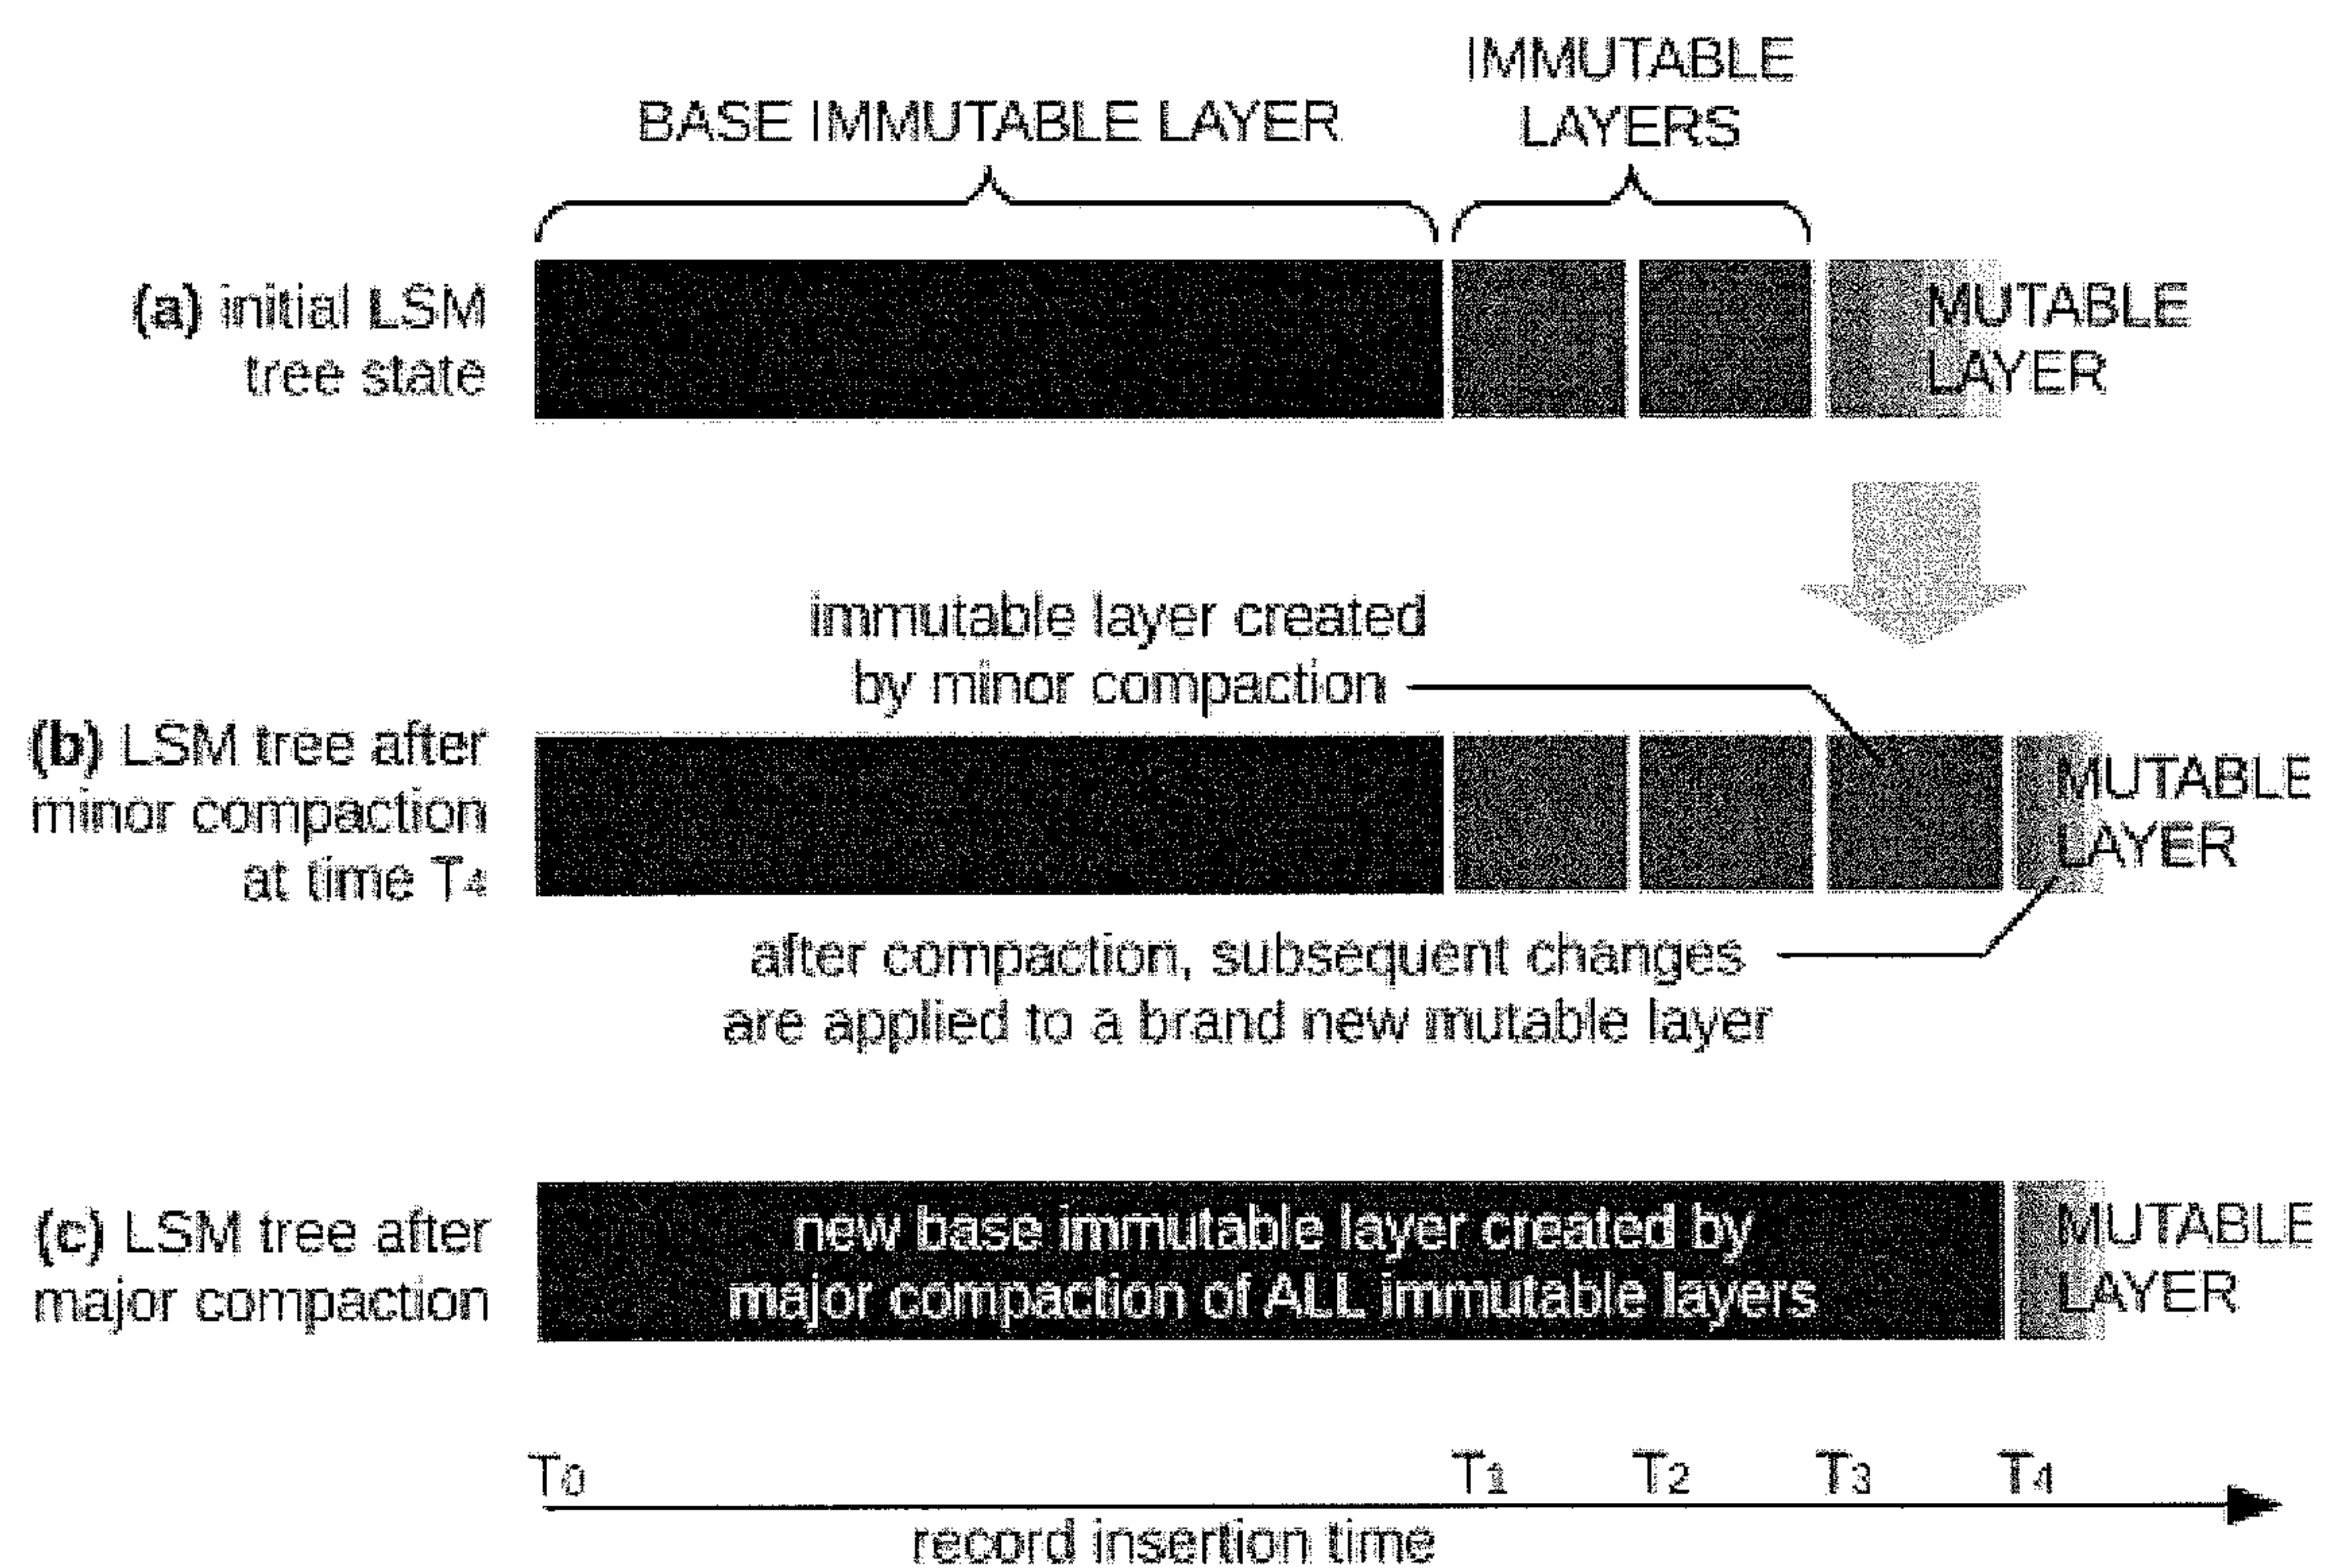 IMMUTABLE
LAYERS
BASE IMMUTABLE LAYER
(a) initial LSM
tree state
MUTABLE
LAYER
immutable layer created
by minor compaction
(b) LSM tree after
minor compaction
at time T4
MUTABLE
LAYER
after compaction, subsequent changes
are applied to a brand new mutable layer
(c) LSM tree after
major compaction
new base immutable layer created by
major compaction of ALL immutable layers
MUTABLE
LAYER
T0 T1 T2 T3 T4
record insertion time